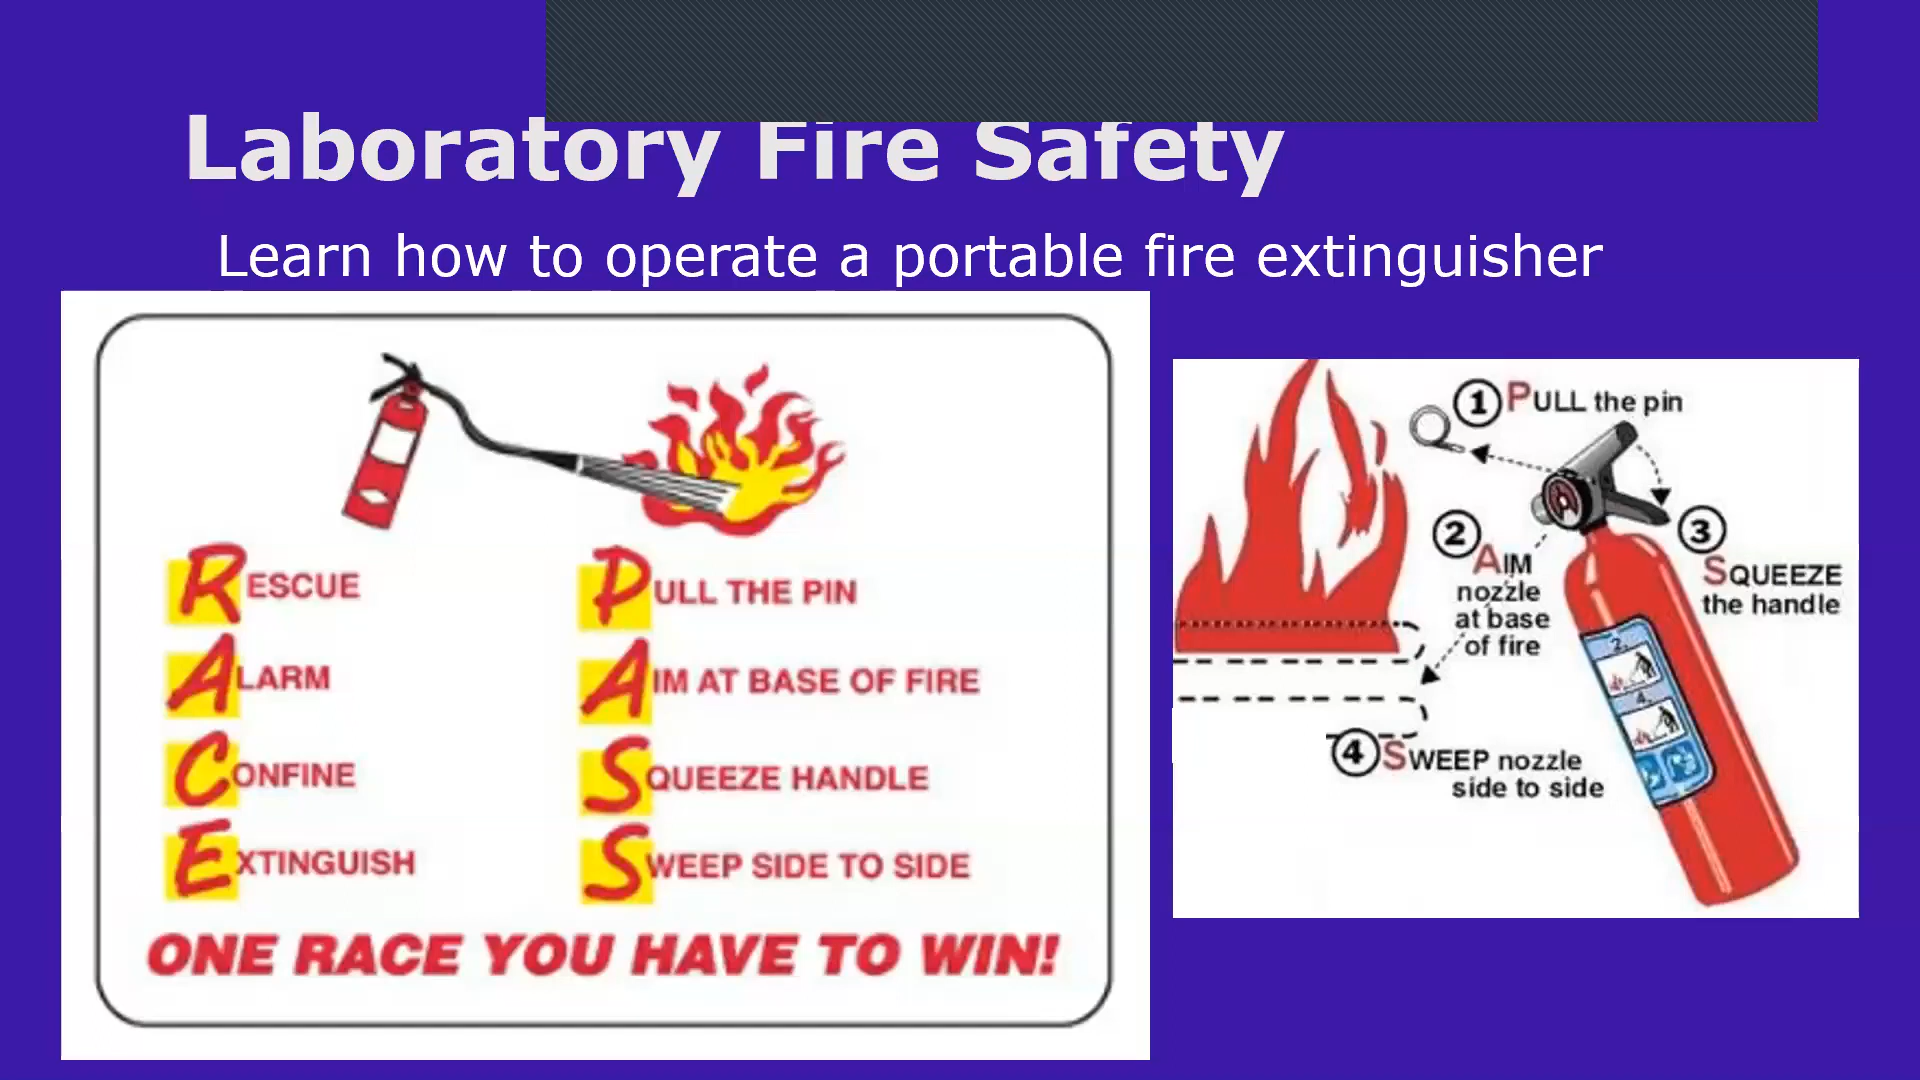 Laboratory Fire Safety
Learn how to operate a portable fire extinguisher
RESCUE
ALARM
CONFINE
EXTINGUISH
PULL THE PIN
AIM AT BASE OF FIRE
SQUEEZE HANDLE
SWEEP SIDE TO SIDE
ONE RACE YOU HAVE TO WIN!
1 PULL the pin
2 AIM
nozzle
at base
of fire
3
SQUEEZE
the handle
4 SWEEP nozzle
side to side
2.
4.